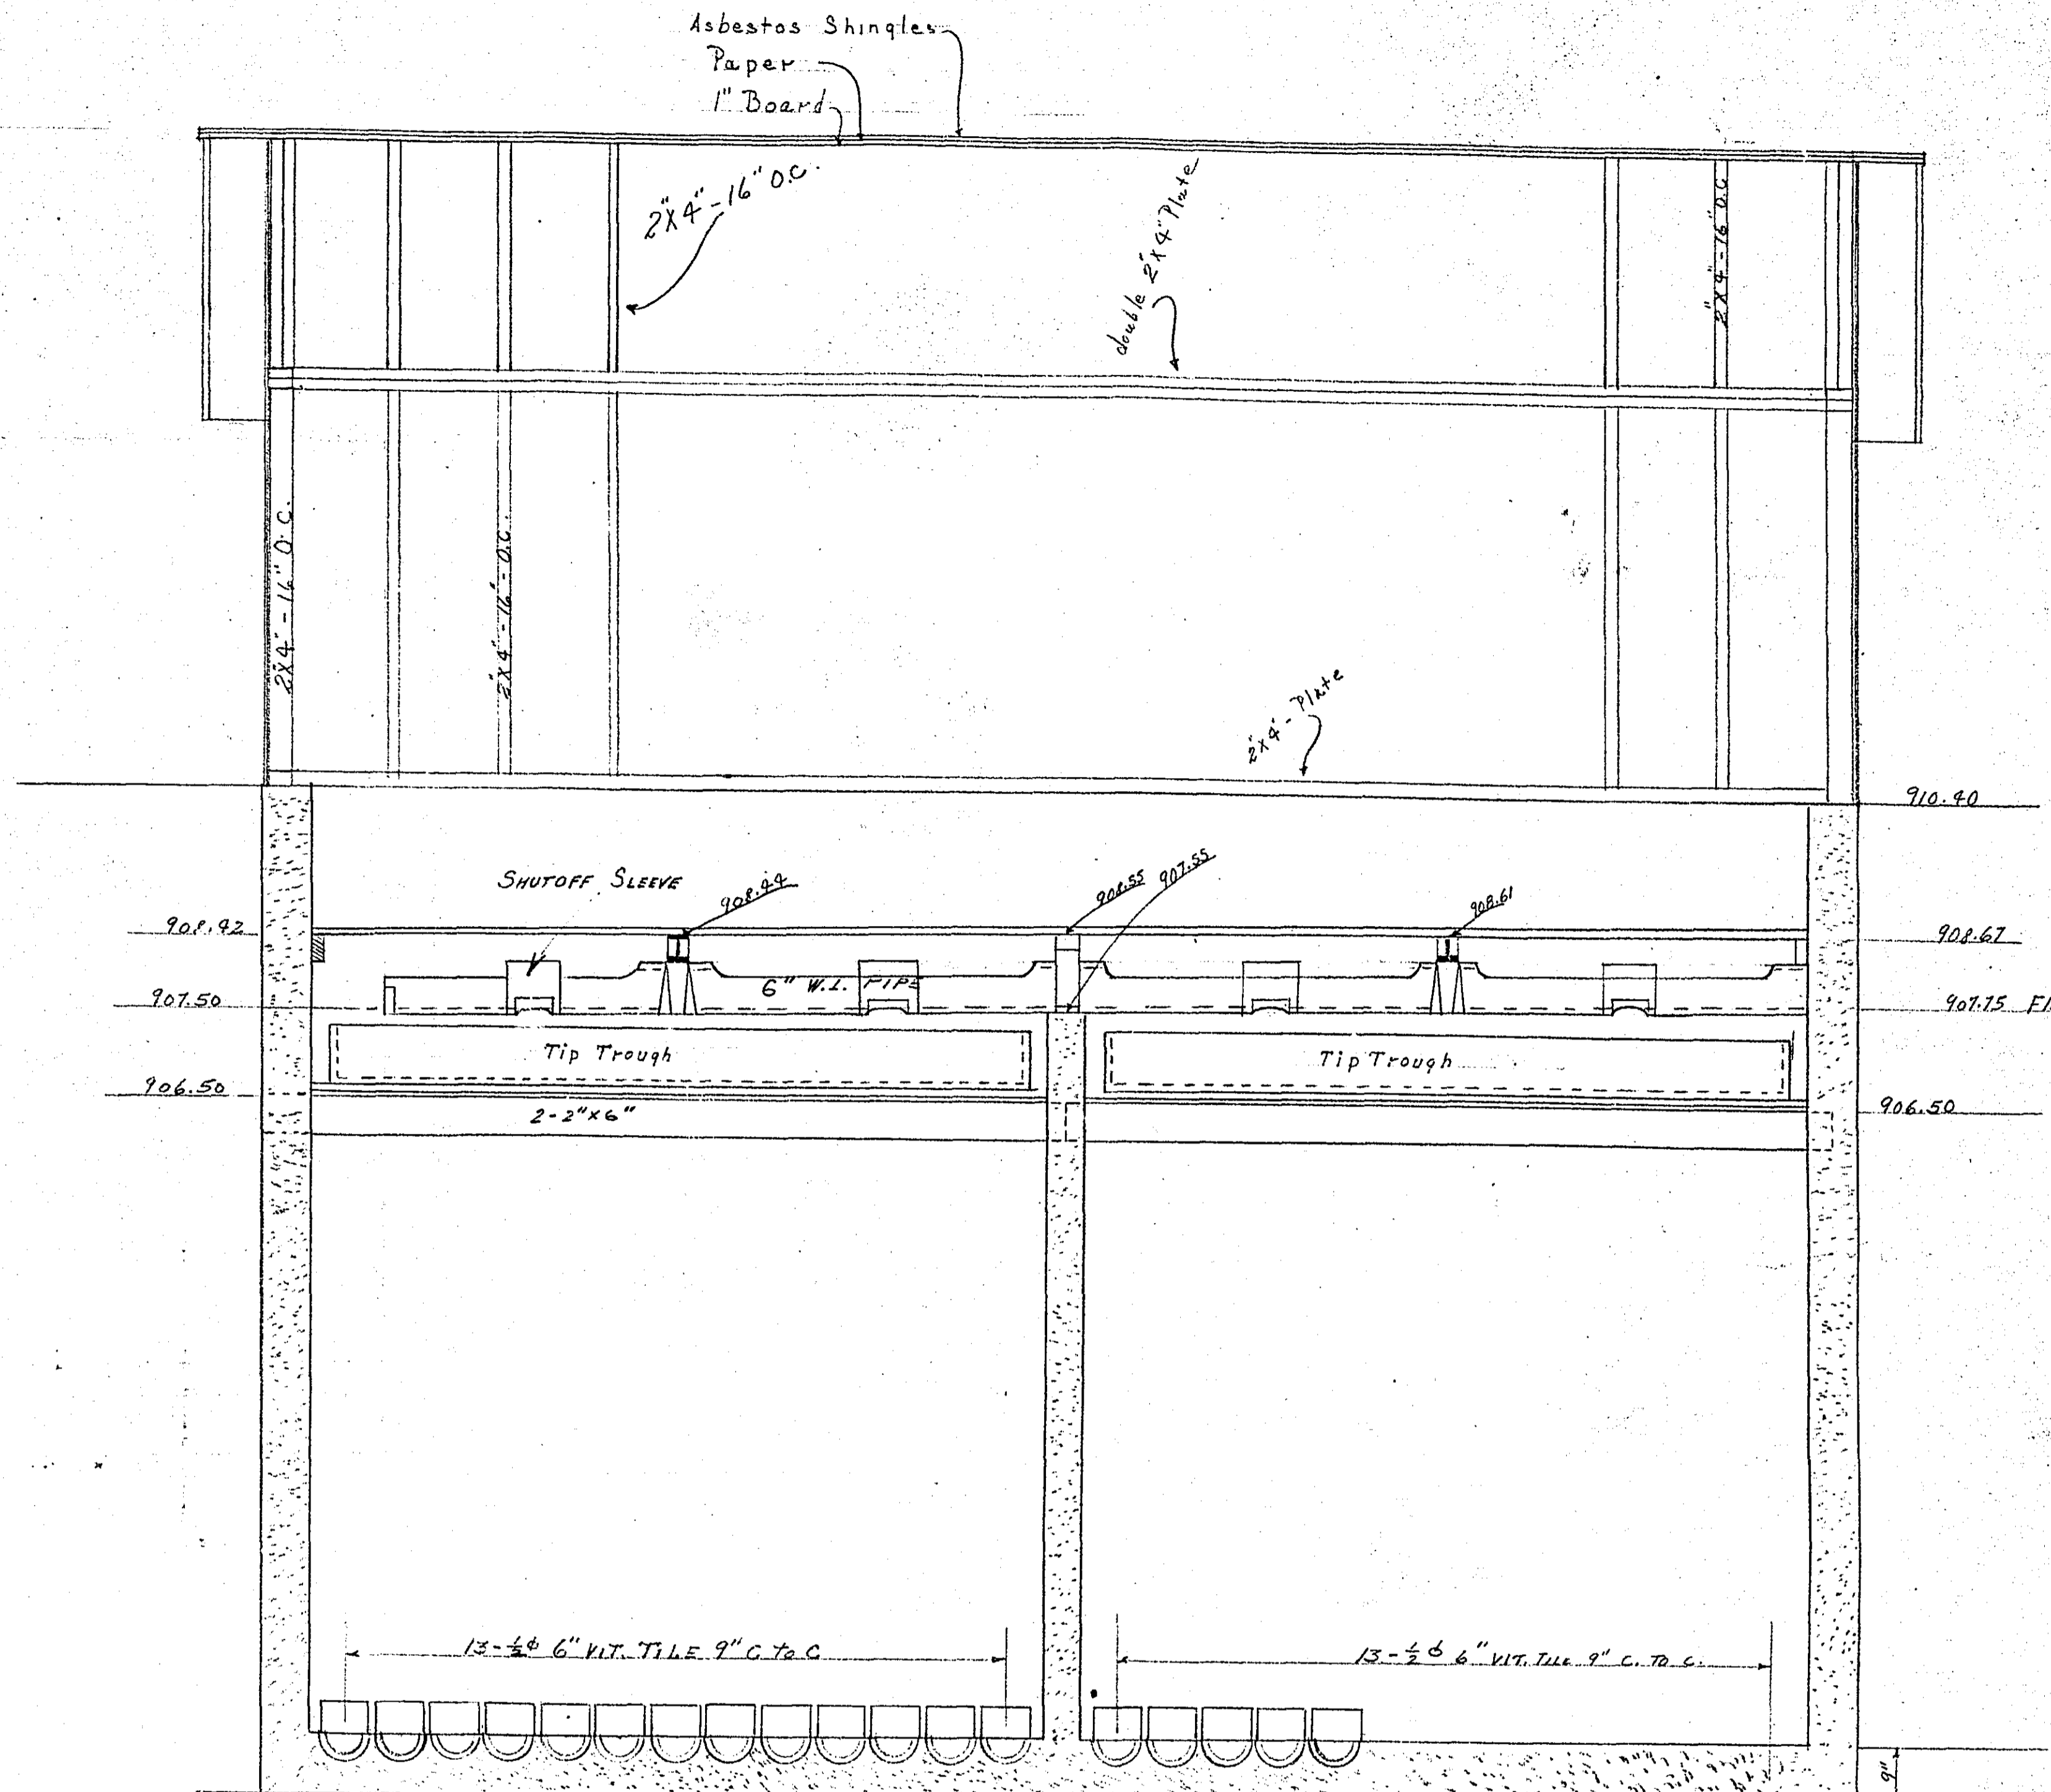 Asbestos Shingles
Paper
1" Board
2"X4"-16" O.C.
double 2"X4" Plate
2"X4"-16" O.C
2"X4"-16" O.C.
2"X4"-16"-O.C.
2"X4"-Plate
910.40
SHUTOFF SLEEVE
908.44
908.55
907.55
908.61
908.42
908.67
6" W.I. PIPE
907.50
907.75
Tip Trough
Tip Trough
906.50
2-2"X6"
906.50
13-½φ 6" VIT. TILE 9" C TO C
13-½φ 6" VIT. TILE 9" C. TO C.
9"